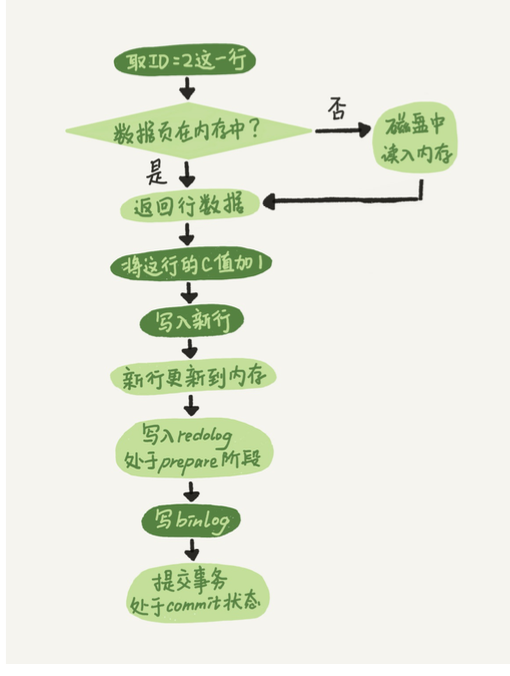 取ID=2这一行
数据页在内存中?
否
磁盘中
读入内存
是
返回行数据
将这行的C值加1
写入新行
新行更新到内存
写入redolog
处于prepare阶段
写binlog
提交事务
处于commit状态